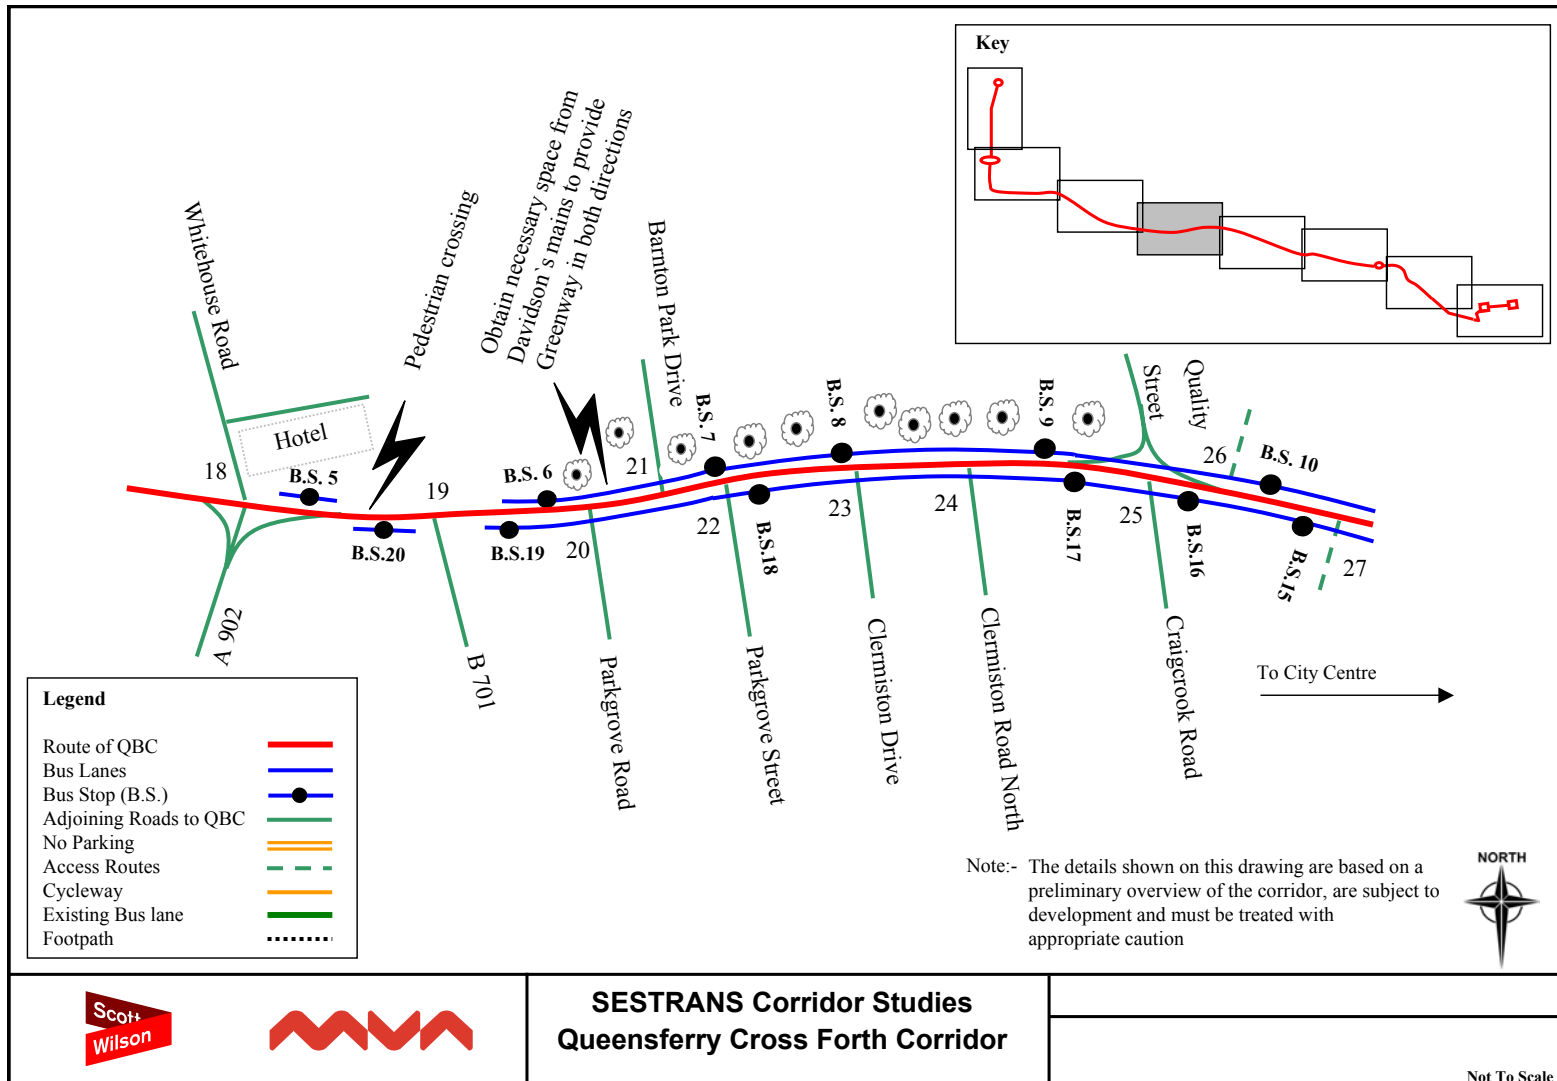 Key
Whitehouse Road
Pedestrian crossing
Obtain necessary space from
Davidson`s mains to provide
Greenway in both directions
Barnton Park Drive
Quality
Street
Hotel
18
19
20
21
22
23
24
25
26
27
B.S. 5
B.S. 6
B.S.7
B.S. 8
B.S. 9
B.S. 10
B.S.20
B.S.19
B.S.18
B.S.17
B.S.16
B.S.15
A 902
B 701
Parkgrove Road
Parkgrove Street
Clermiston Drive
Clermiston Road North
Craigcrook Road
To City Centre
Legend
Route of QBC
Bus Lanes
Bus Stop (B.S.)
Adjoining Roads to QBC
No Parking
Access Routes
Cycleway
Existing Bus lane
Footpath
Note:- The details shown on this drawing are based on a
preliminary overview of the corridor, are subject to
development and must be treated with
appropriate caution
NORTH
Scott
Wilson
mva
SESTRANS Corridor Studies
Queensferry Cross Forth Corridor
Not To Scale